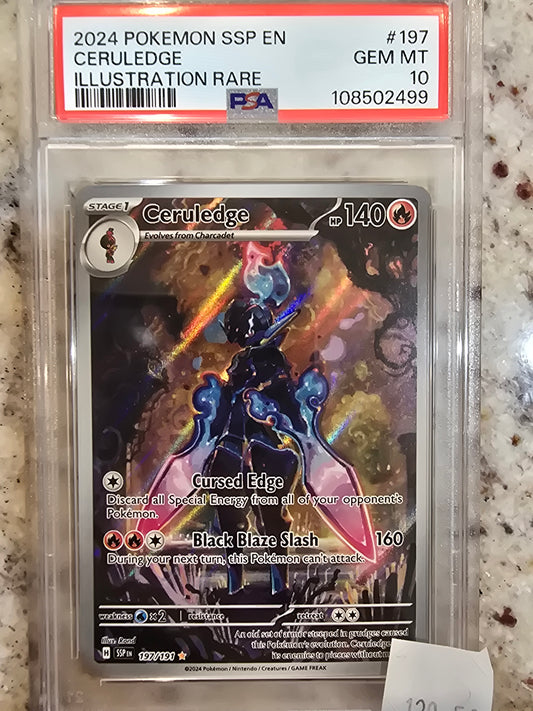 2024 POKEMON SSP EN #197
CERULEDGE GEM MT
ILLUSTRATION RARE 10
PSA 108502499
STAGE 1 Ceruledge HP 140
Evolves from Charcadet
Cursed Edge
Discard all Special Energy from all of your opponent's
Pokémon.
Black Blaze Slash 160
During your next turn, this Pokémon can't attack.
weakness ×2 resistance retreat
Illus. Rond
An old set of armor steeped in grudges caused
this Pokémon's evolution. Ceruledge
its enemies to pieces without
H SSP EN 197/191
©2024 Pokémon / Nintendo / Creatures / GAME FREAK